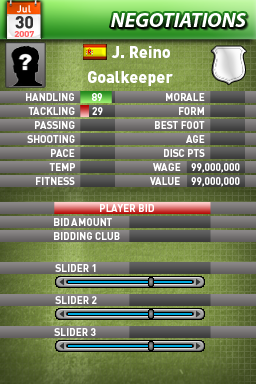 Jul
30
2007
NEGOTIATIONS
?
J. Reino
Goalkeeper
HANDLING 89 MORALE
TACKLING 29 FORM
PASSING BEST FOOT
SHOOTING AGE
PACE DISC PTS
TEMP WAGE 99,000,000
FITNESS VALUE 99,000,000
PLAYER BID
BID AMOUNT
BIDDING CLUB
SLIDER 1
SLIDER 2
SLIDER 3